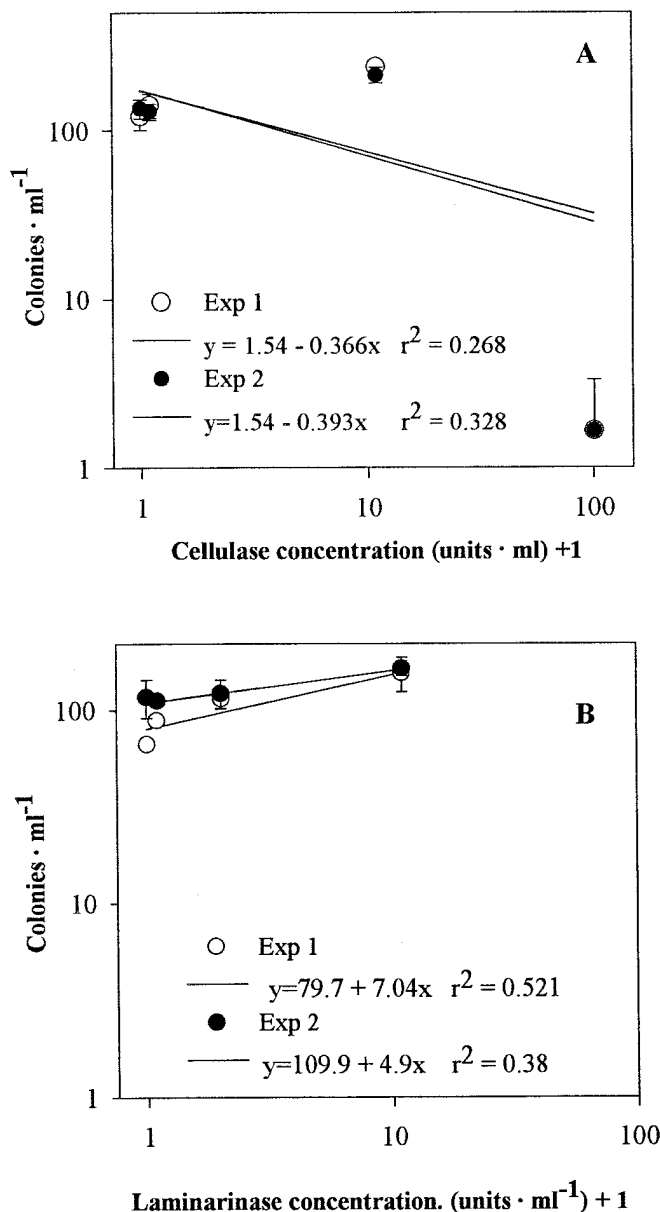 A
100
10
1
Colonies · ml⁻¹
Exp 1
y = 1.54 - 0.366x r² = 0.268
Exp 2
y=1.54 - 0.393x r² = 0.328
1 10 100
Cellulase concentration (units · ml) +1
B
100
10
1
Colonies · ml⁻¹
Exp 1
y=79.7 + 7.04x r² = 0.521
Exp 2
y=109.9 + 4.9x r² = 0.38
1 10 100
Laminarinase concentration. (units · ml⁻¹) + 1